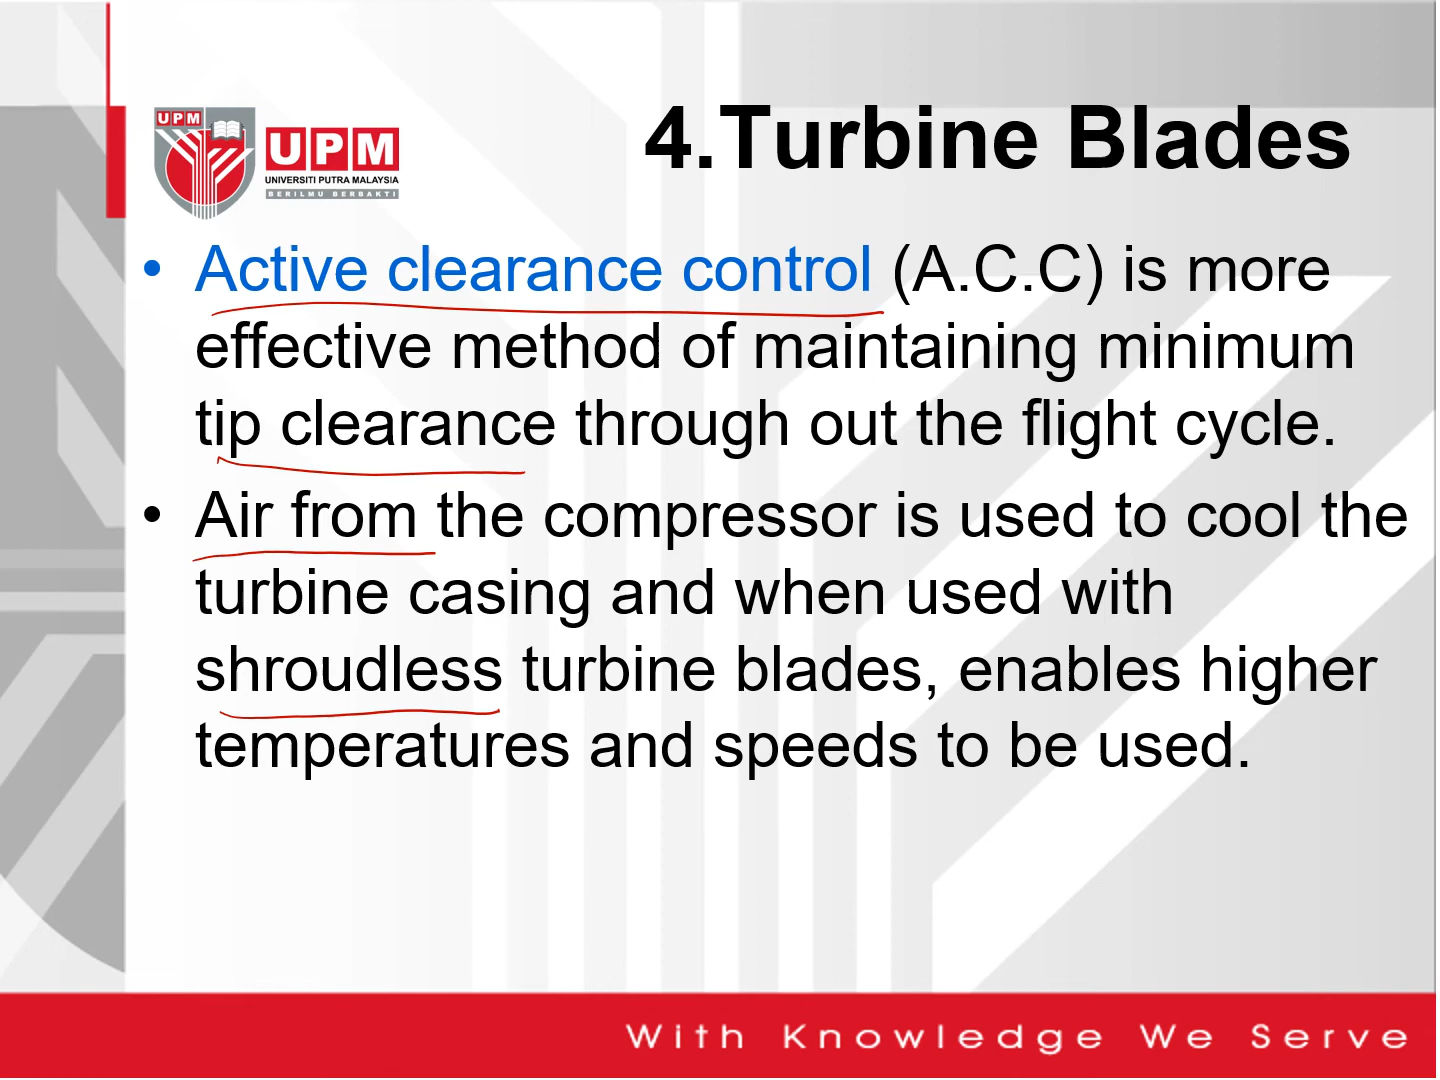 UPM
UPM
UNIVERSITI PUTRA MALAYSIA
BERILMU BERBAKTI
4.Turbine Blades
• Active clearance control (A.C.C) is more
effective method of maintaining minimum
tip clearance through out the flight cycle.
• Air from the compressor is used to cool the
turbine casing and when used with
shroudless turbine blades, enables higher
temperatures and speeds to be used.
With Knowledge We Serve